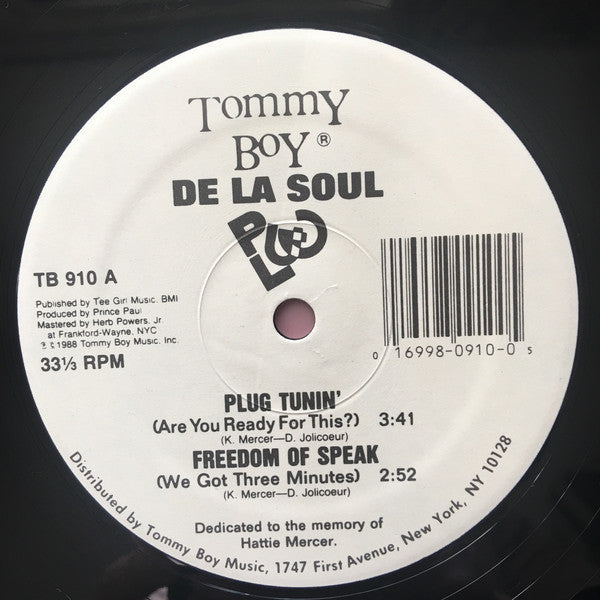 Tommy
Boy®
DE LA SOUL
PLUG
TB 910 A
Published by Tee Girl Music. BMI
Produced by Prince Paul
Mastered by Herb Powers, Jr.
at Frankford-Wayne, NYC
℗ © 1988 Tommy Boy Music. Inc.
33⅓ RPM
0 16998-0910-0 5
PLUG TUNIN'
(Are You Ready For This?) 3:41
(K. Mercer—D. Jolicoeur)
FREEDOM OF SPEAK
(We Got Three Minutes) 2:52
(K. Mercer—D. Jolicoeur)
Dedicated to the memory of
Hattie Mercer.
Distributed by Tommy Boy Music, 1747 First Avenue, New York, NY 10128